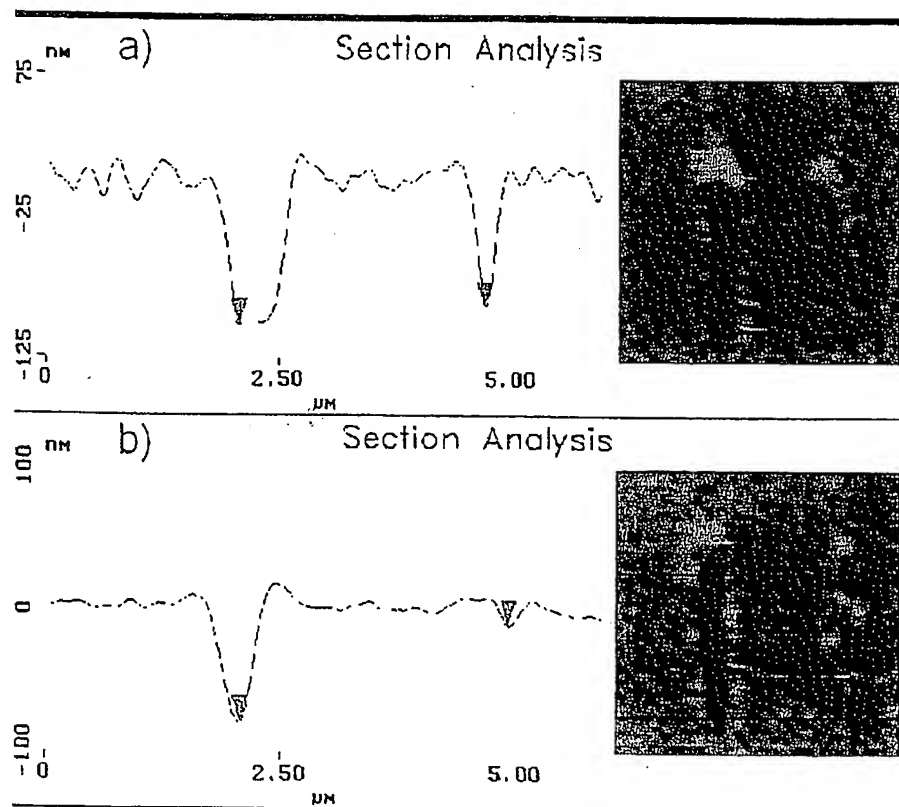 a) Section Analysis
nM
75
-25
-125
0 2.50 5.00
µM
b) Section Analysis
nM
100
0
-100
0 2.50 5.00
µM